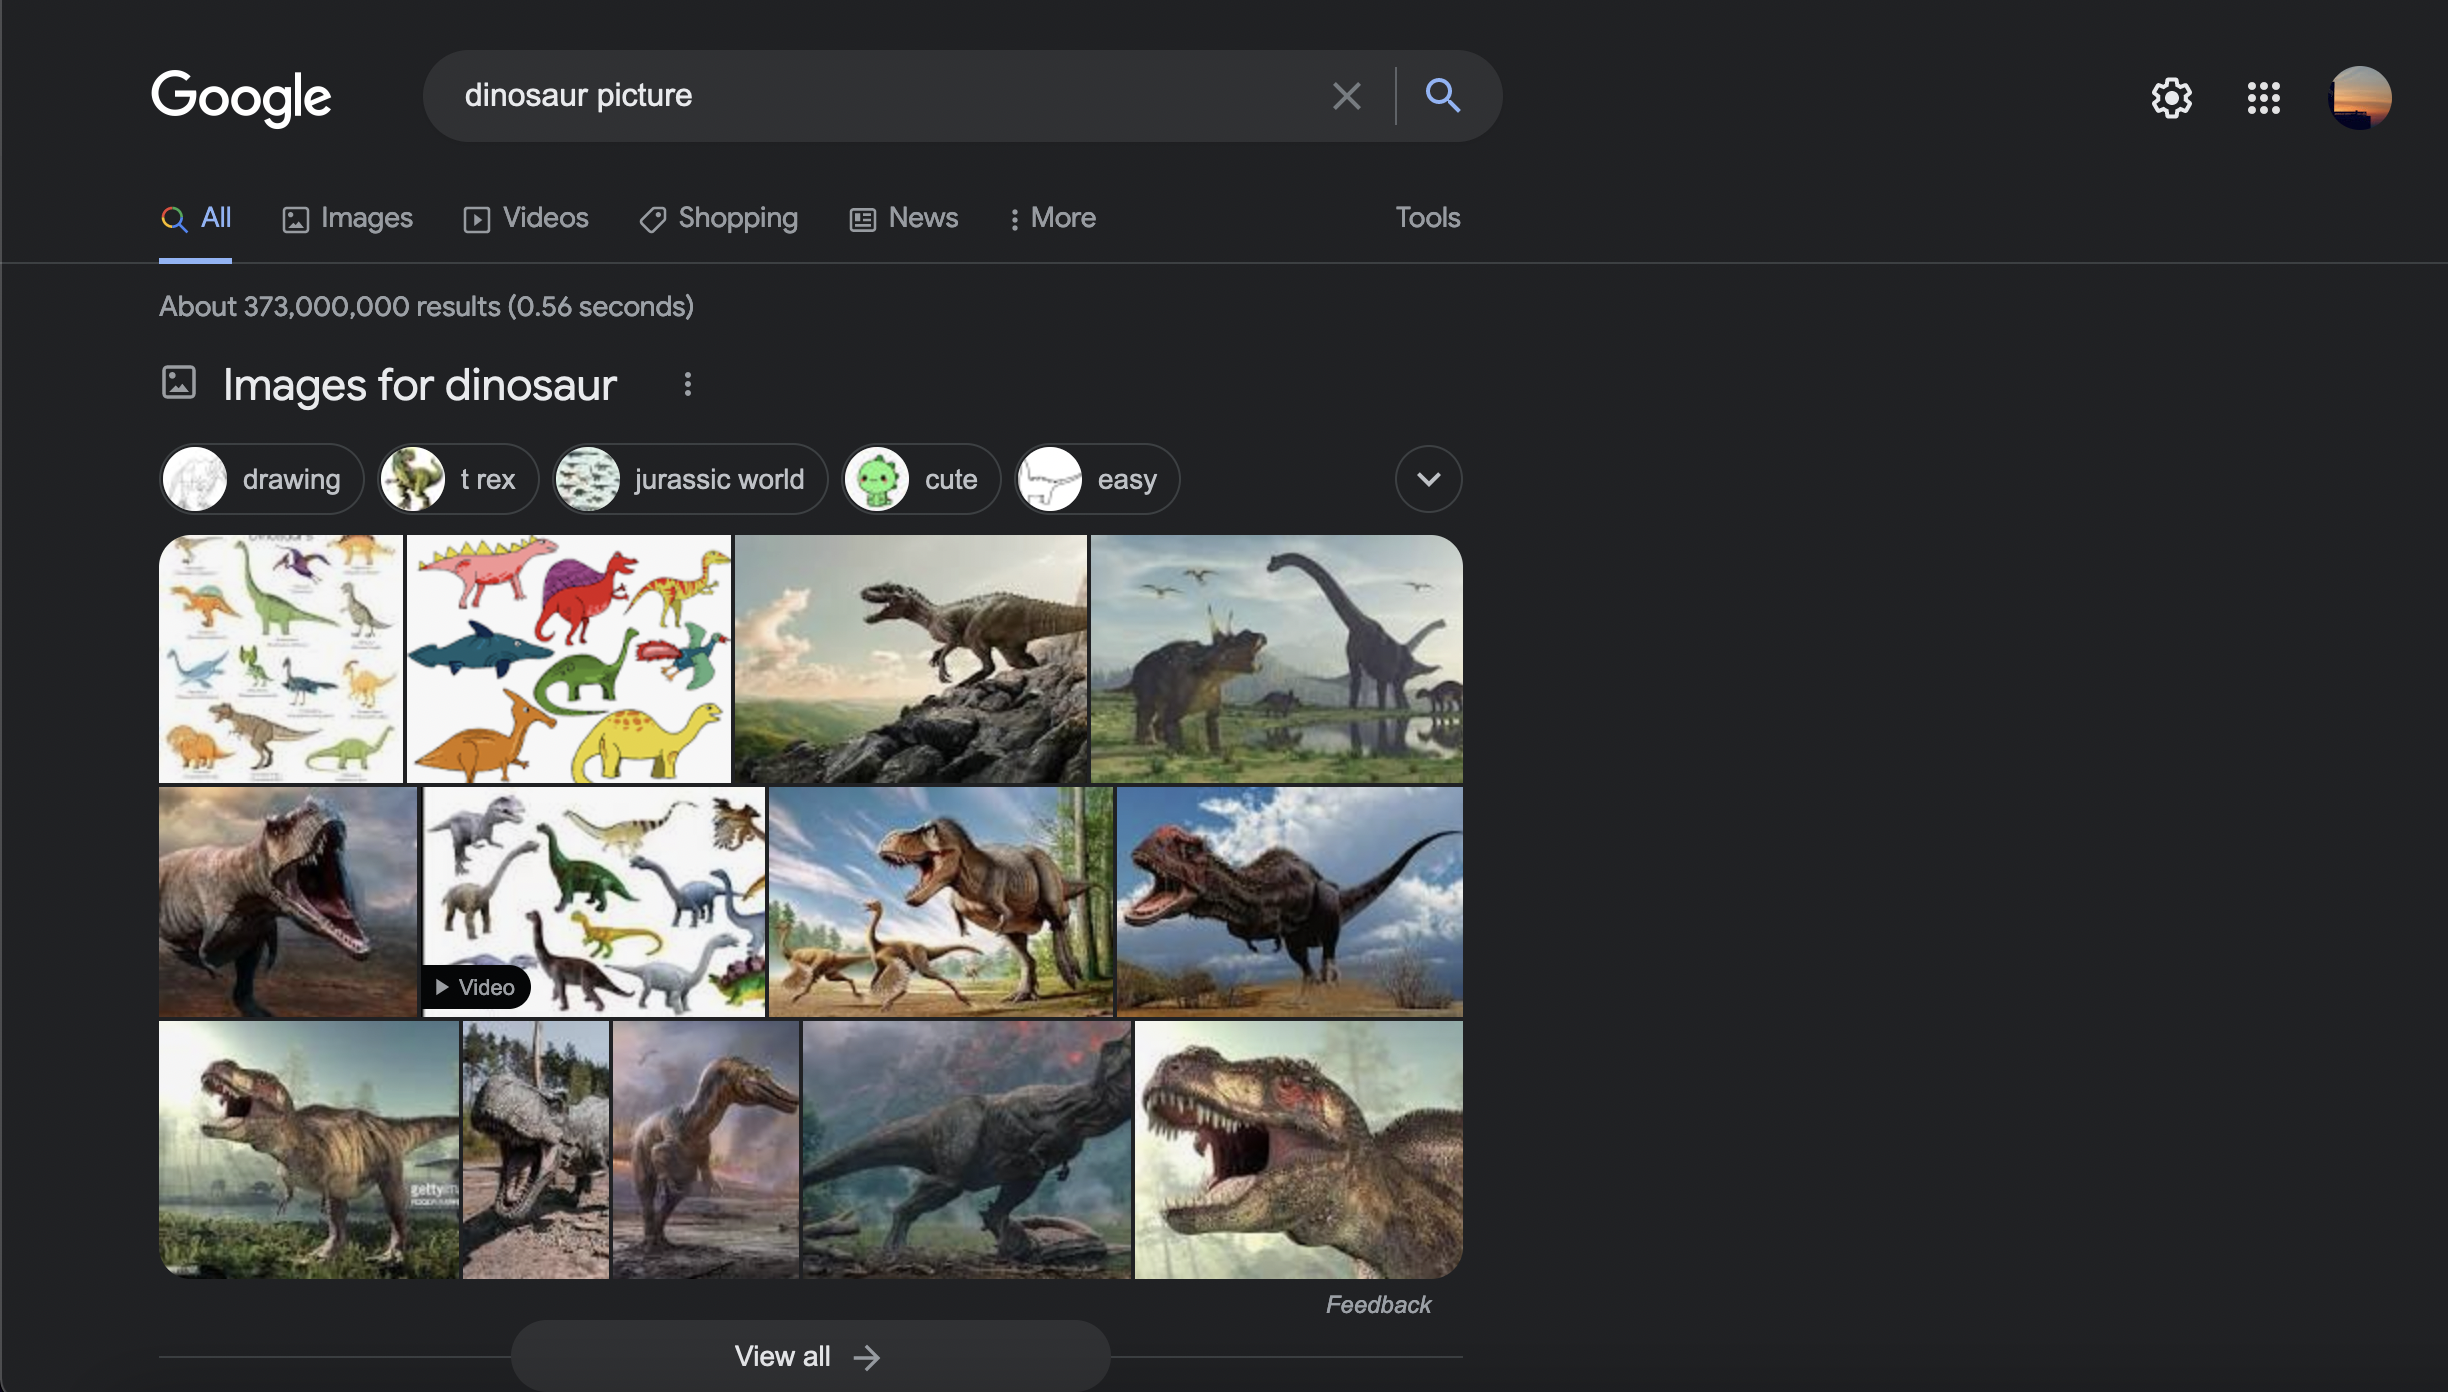 Google
dinosaur picture
All
Images
Videos
Shopping
News
More
Tools
About 373,000,000 results (0.56 seconds)
Images for dinosaur
drawing
t rex
jurassic world
cute
easy
Video
Feedback
View all